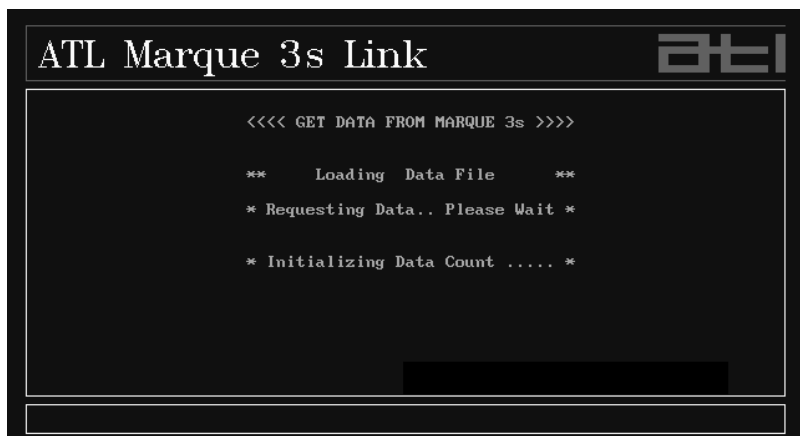 ATL Marque 3s Link
atl
<<<< GET DATA FROM MARQUE 3s >>>>
** Loading Data File **
* Requesting Data.. Please Wait *
* Initializing Data Count ..... *